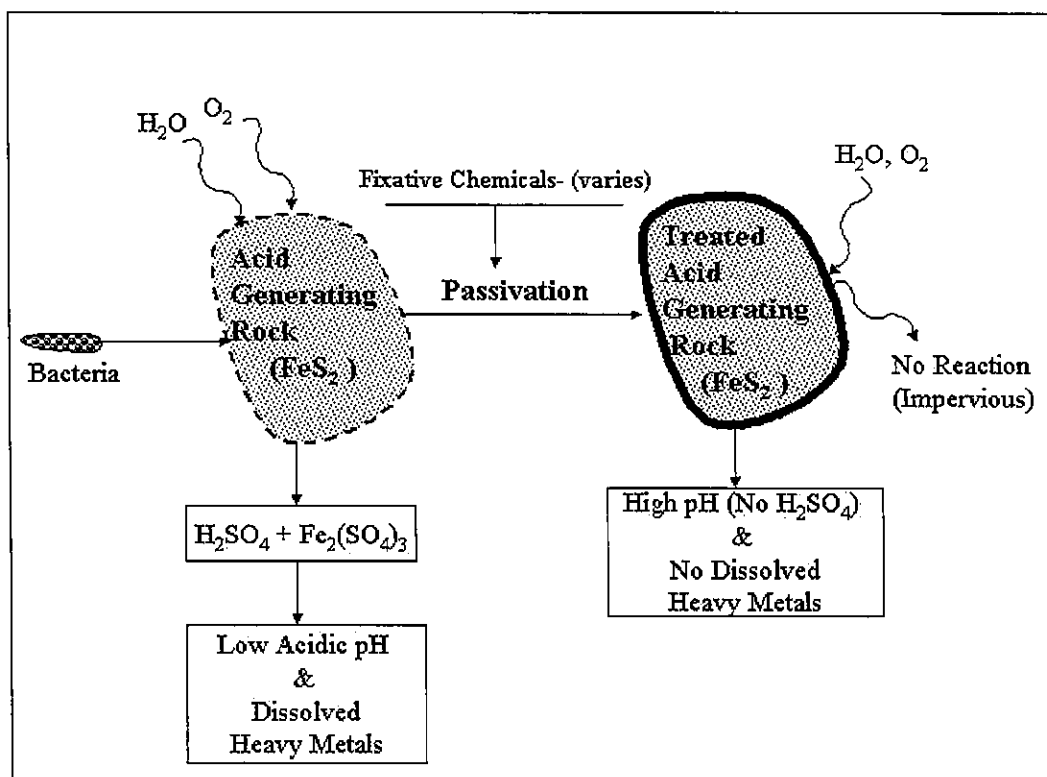 H₂O
O₂
Fixative Chemicals- (varies)
H₂O, O₂
Acid
Generating
Rock
(FeS₂ )
Passivation
Treated
Acid
Generating
Rock
(FeS₂ )
Bacteria
No Reaction
(Impervious)
H₂SO₄ + Fe₂(SO₄)₃
High pH (No H₂SO₄)
&
No Dissolved
Heavy Metals
Low Acidic pH
&
Dissolved
Heavy Metals